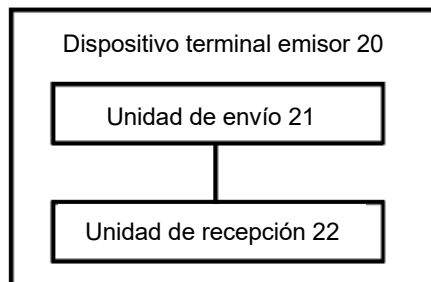 Dispositivo terminal emisor 20
Unidad de envío 21
Unidad de recepción 22